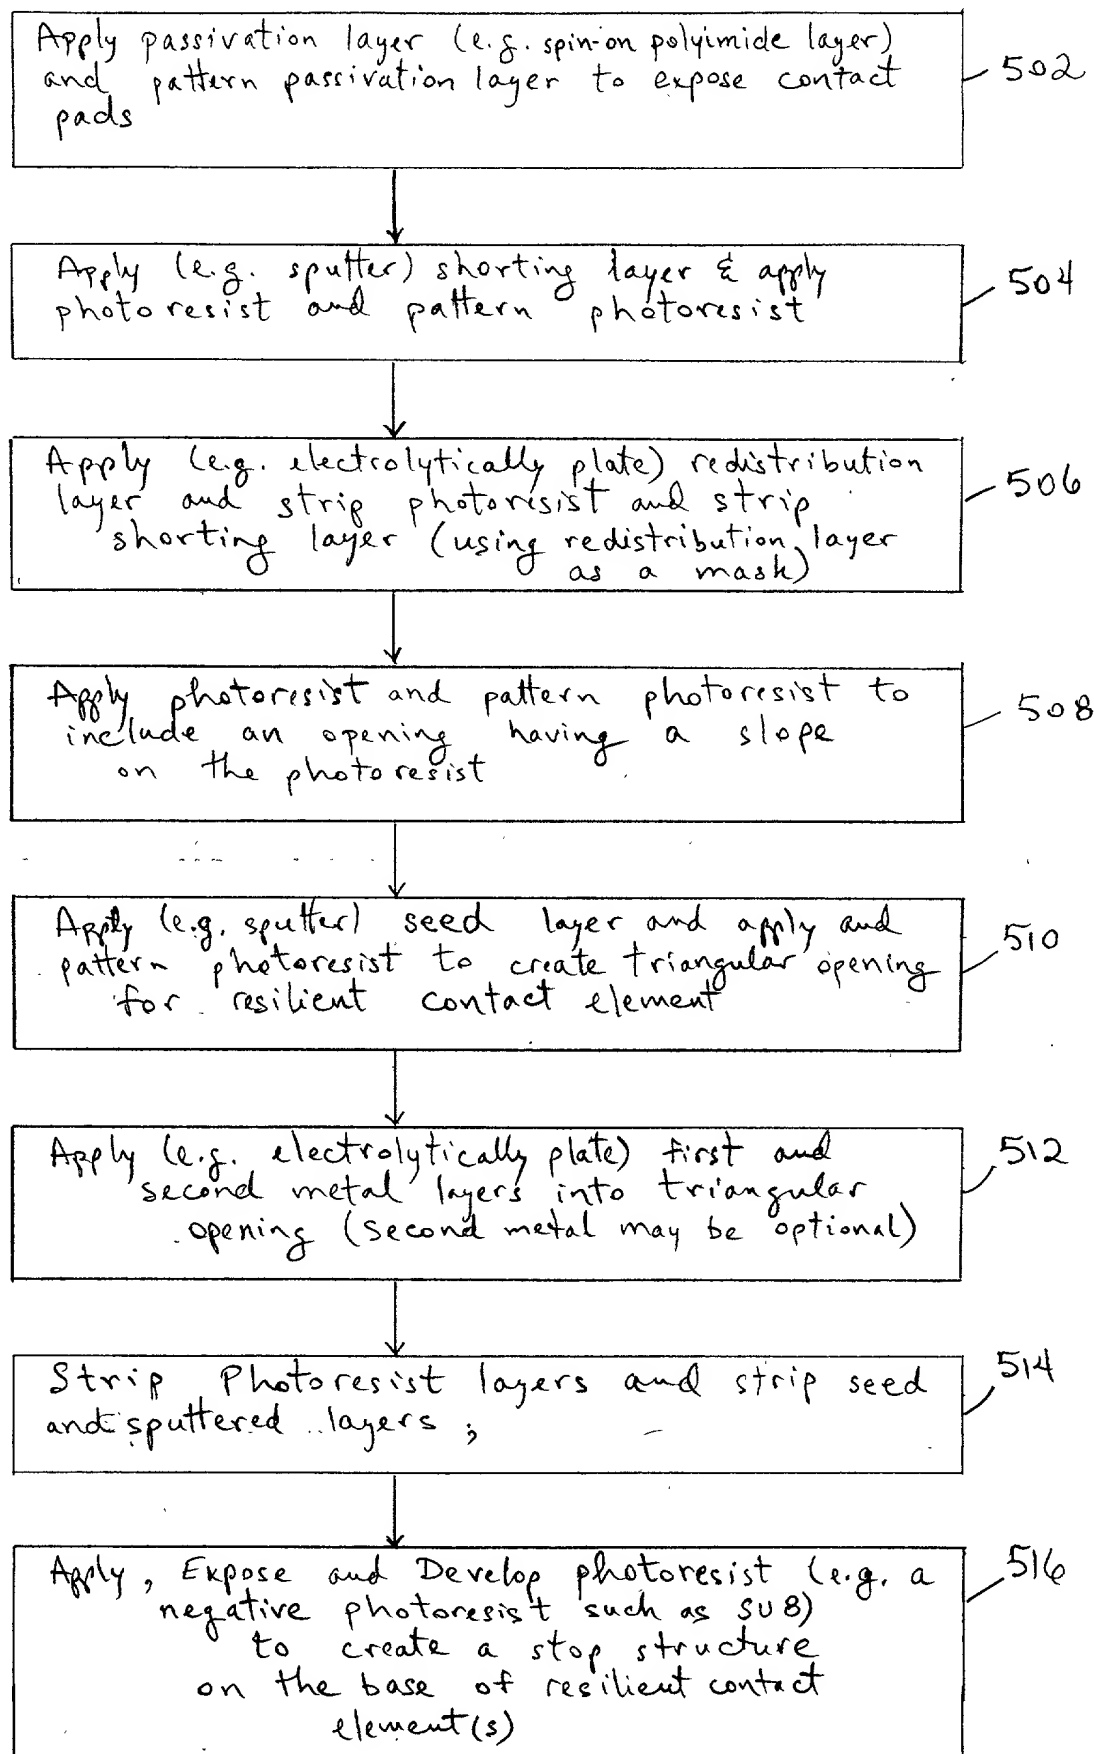 Apply passivation layer (e.g. spin-on polyimide layer)
and pattern passivation layer to expose contact
pads
502
Apply (e.g. sputter) shorting layer & apply
photoresist and pattern photoresist
504
Apply (e.g. electrolytically plate) redistribution
layer and strip photoresist and strip
shorting layer (using redistribution layer
as a mask)
506
Apply photoresist and pattern photoresist to
include an opening having a slope
on the photoresist
508
Apply (e.g. sputter) seed layer and apply and
pattern photoresist to create triangular opening
for resilient contact element
510
Apply (e.g. electrolytically plate) first and
second metal layers into triangular
opening (second metal may be optional)
512
Strip Photoresist layers and strip seed
and sputtered layers ;
514
Apply, Expose and Develop photoresist (e.g. a
negative photoresist such as SU8)
to create a stop structure
on the base of resilient contact
element(s)
516